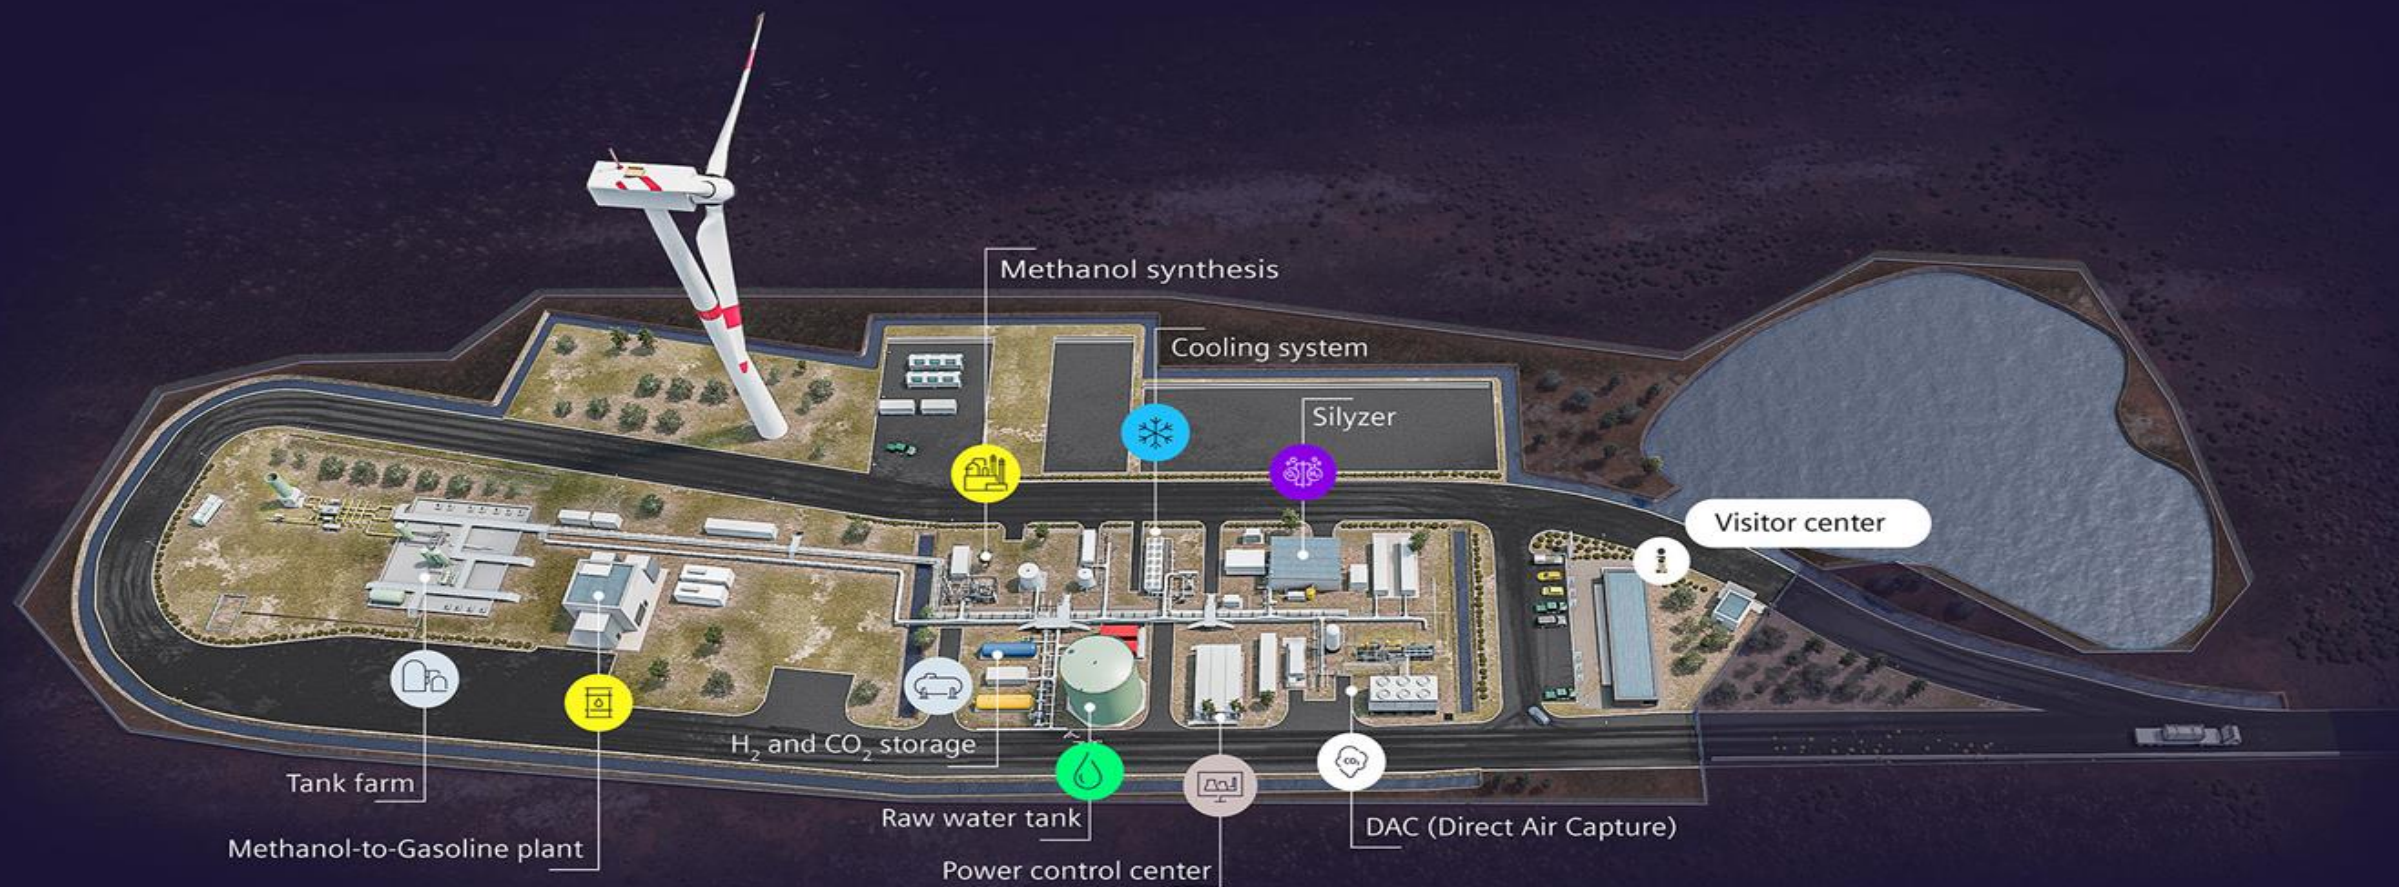 Methanol synthesis
Cooling system
Silyzer
Visitor center
H₂ and CO₂ storage
Tank farm
Raw water tank
CO₂
DAC (Direct Air Capture)
Methanol-to-Gasoline plant
Power control center